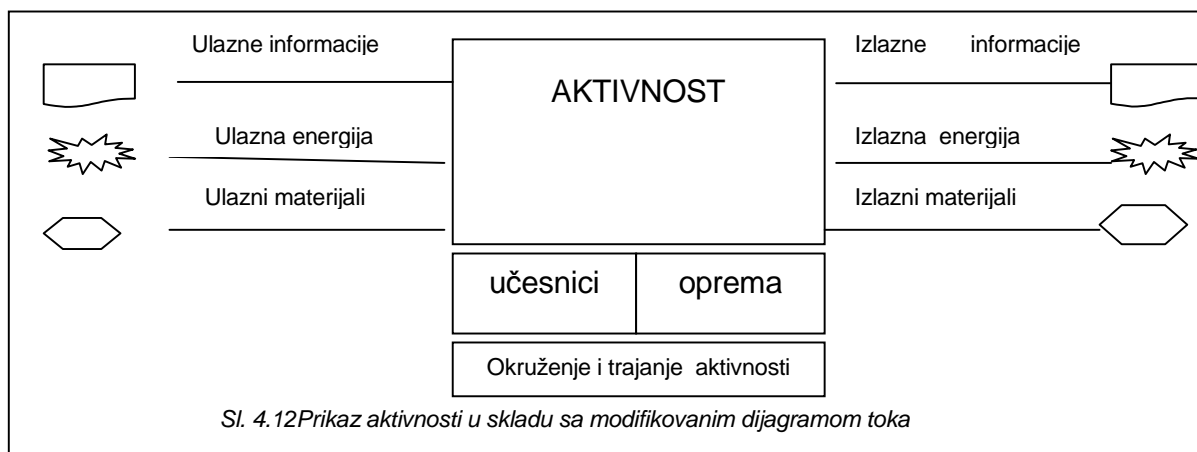 Ulazne informacije
Izlazne informacije
AKTIVNOST
Ulazna energija
Izlazna energija
Ulazni materijali
Izlazni materijali
učesnici
oprema
Okruženje i trajanje aktivnosti
Sl. 4.12Prikaz aktivnosti u skladu sa modifikovanim dijagramom toka